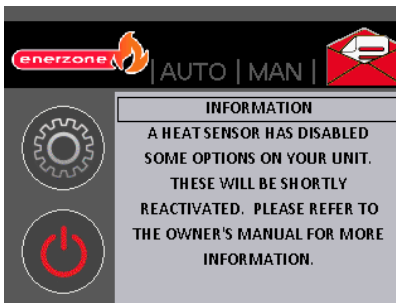 enerzone
| AUTO | MAN |
INFORMATION
A HEAT SENSOR HAS DISABLED
SOME OPTIONS ON YOUR UNIT.
THESE WILL BE SHORTLY
REACTIVATED. PLEASE REFER TO
THE OWNER'S MANUAL FOR MORE
INFORMATION.